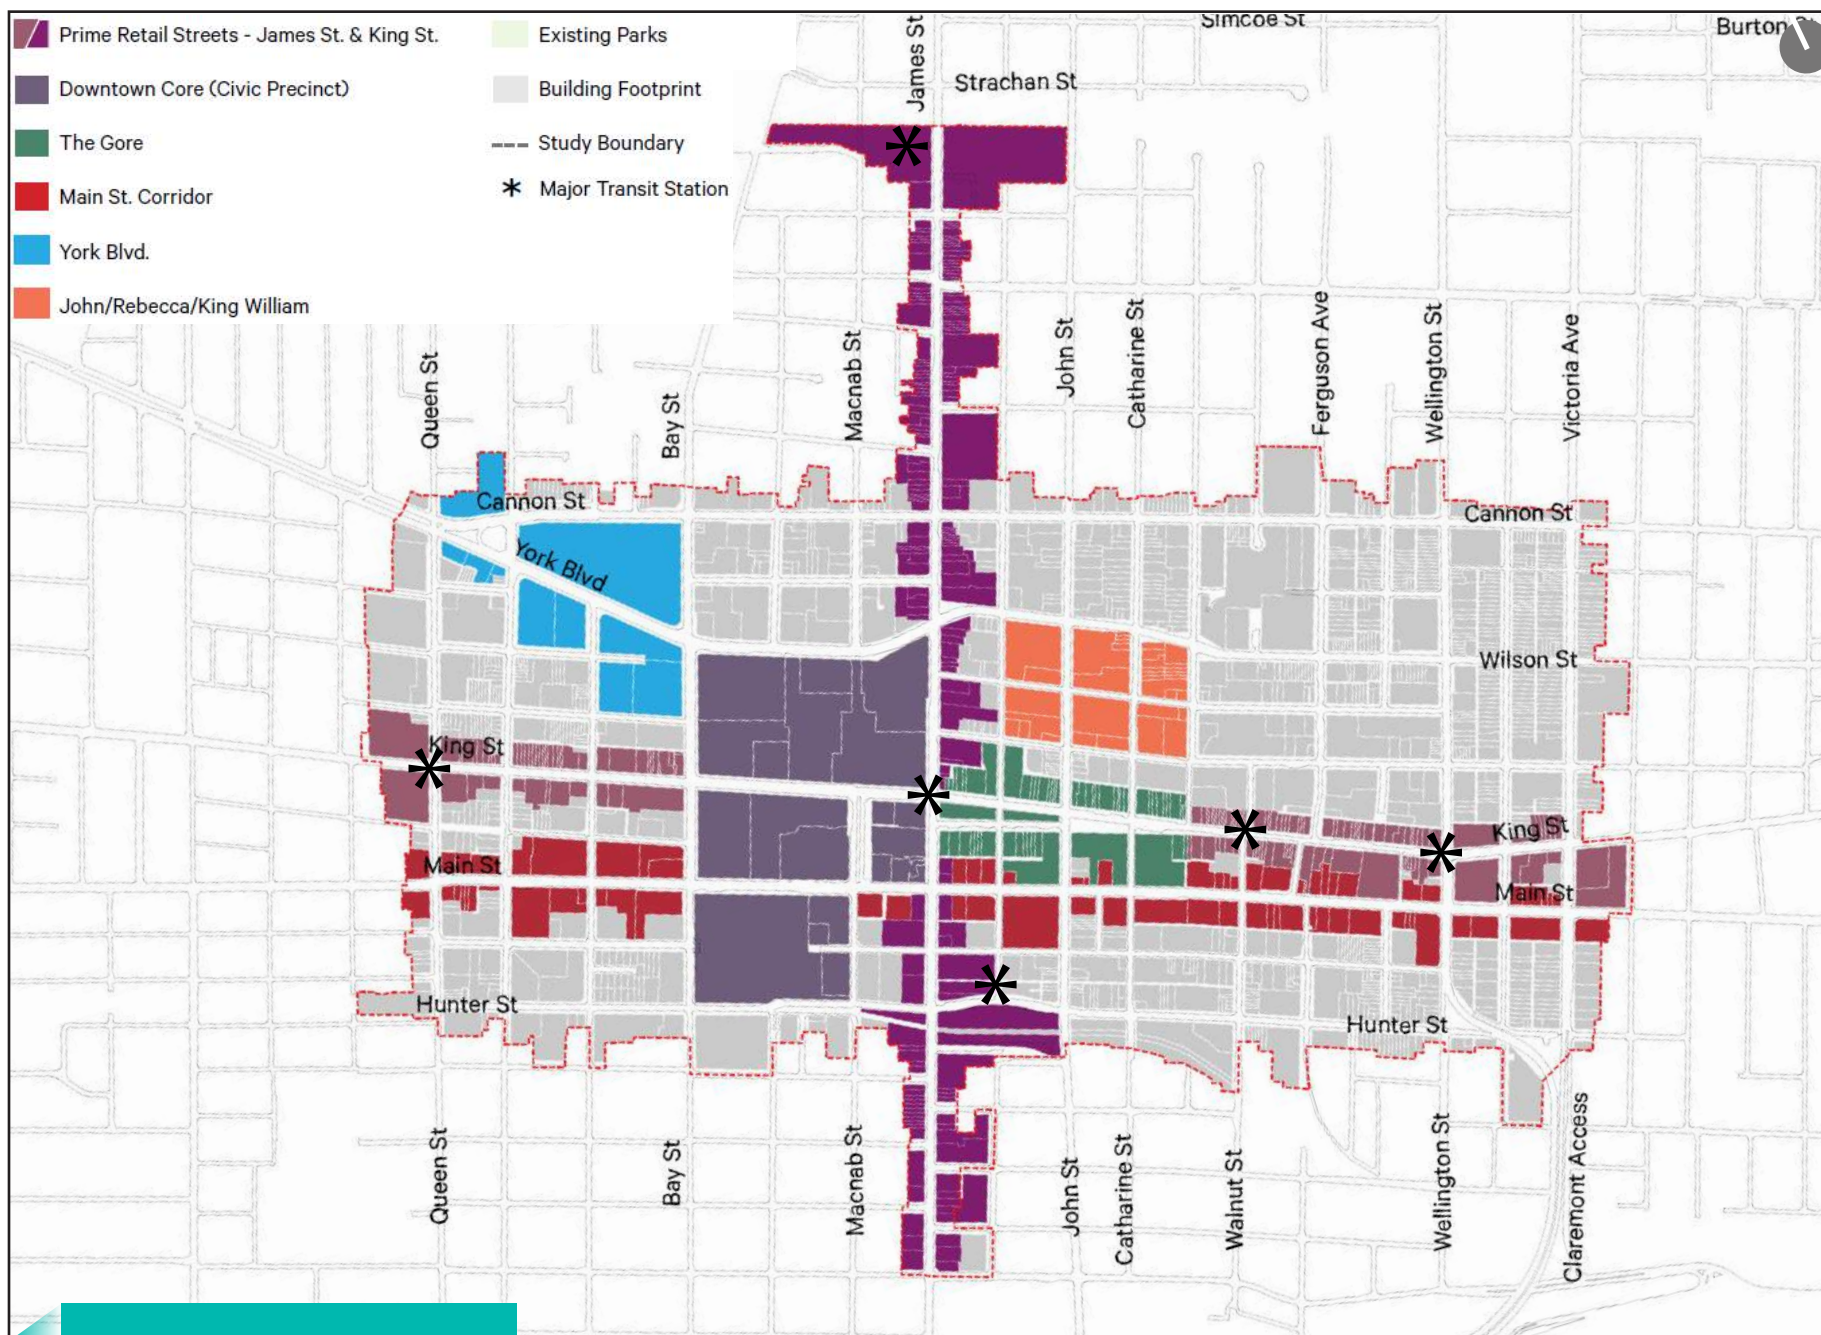 Prime Retail Streets - James St. & King St.
Downtown Core (Civic Precinct)
The Gore
Main St. Corridor
York Blvd.
John/Rebecca/King William
Existing Parks
Building Footprint
Study Boundary
Major Transit Station
James St
Strachan St
Simcoe St
Burton
Queen St
Bay St
Macnab St
John St
Catharine St
Ferguson Ave
Wellington St
Victoria Ave
Cannon St
York Blvd
Cannon St
Wilson St
King St
King St
Main St
Main St
Hunter St
Hunter St
Queen St
Bay St
Macnab St
John St
Catharine St
Walnut St
Wellington St
Claremont Access